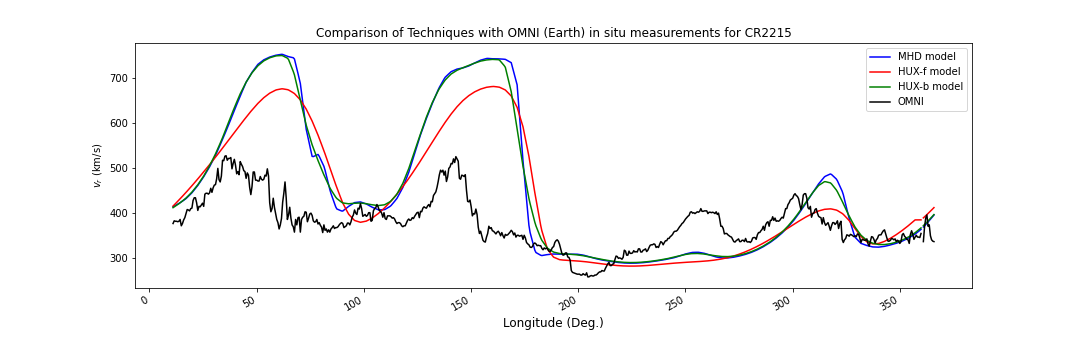 Comparison of Techniques with OMNI (Earth) in situ measurements for CR2215
MHD model
HUX-f model
HUX-b model
OMNI
700
600
500
400
300
v_r (km/s)
0
50
100
150
200
250
300
350
Longitude (Deg.)